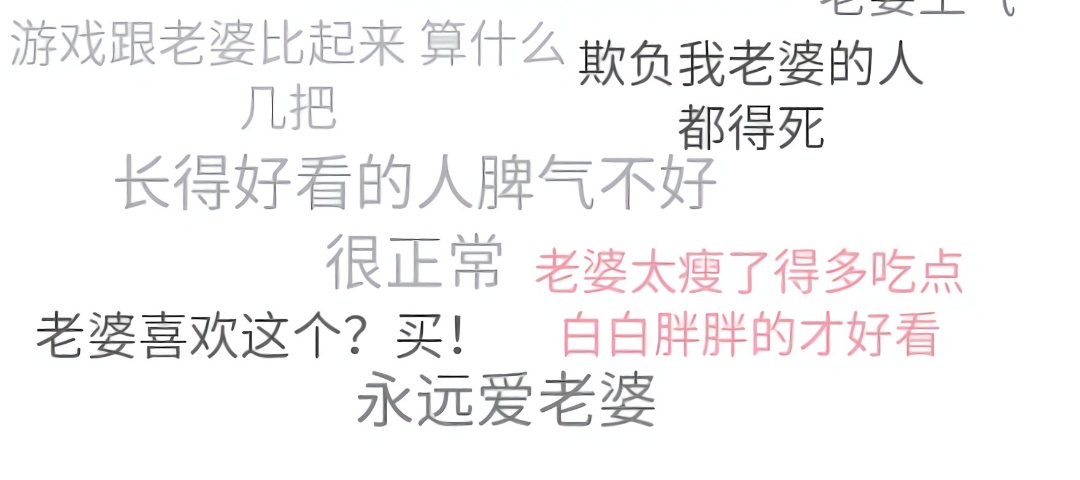 游戏跟老婆比起来 算什么
几把
欺负我老婆的人
都得死
长得好看的人脾气不好
很正常
老婆太瘦了得多吃点
白白胖胖的才好看
老婆喜欢这个？买！
永远爱老婆